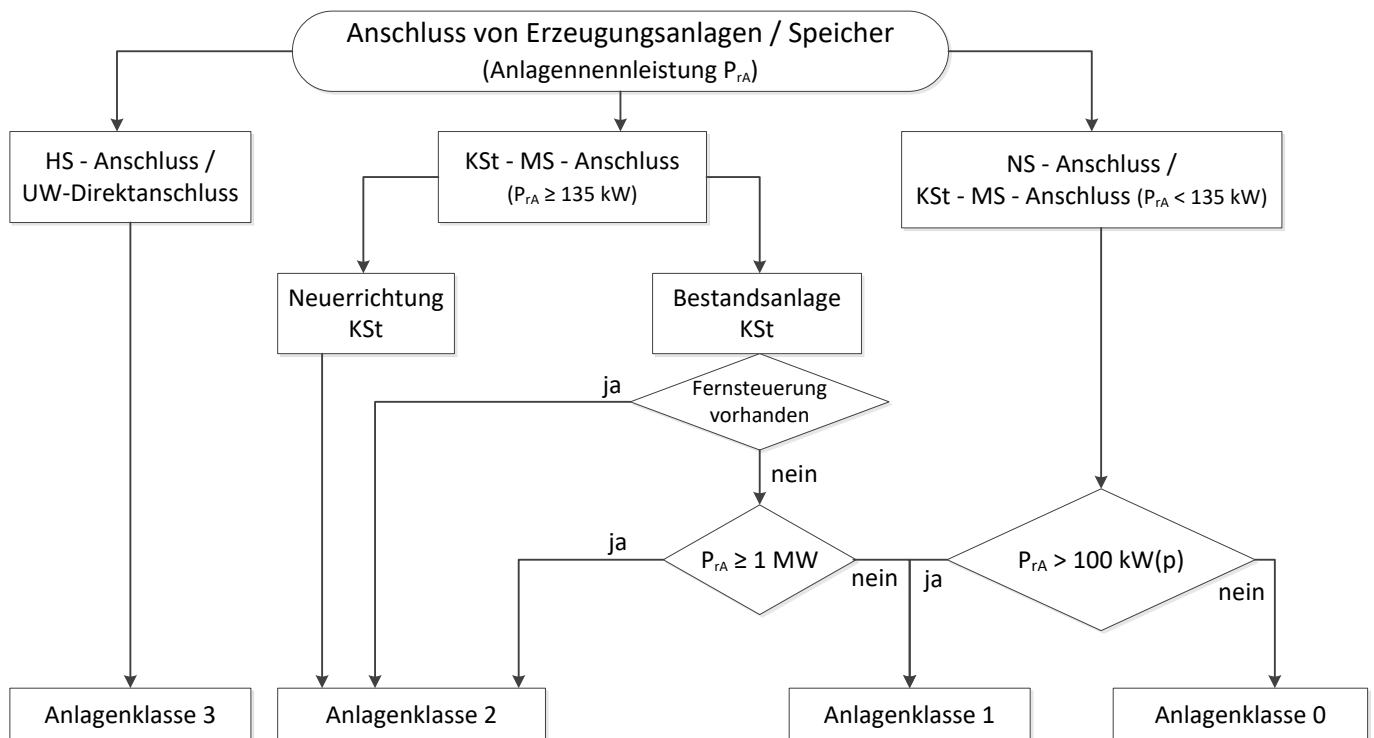 Anschluss von Erzeugungsanlagen / Speicher
(Anlagennennleistung PrA)
HS - Anschluss /
UW-Direktanschluss
KSt - MS - Anschluss
(PrA ≥ 135 kW)
NS - Anschluss /
KSt - MS - Anschluss (PrA < 135 kW)
Neuerrichtung
KSt
Bestandsanlage
KSt
ja
Fernsteuerung
vorhanden
nein
ja
PrA ≥ 1 MW
nein
ja
PrA > 100 kW(p)
nein
Anlagenklasse 3
Anlagenklasse 2
Anlagenklasse 1
Anlagenklasse 0